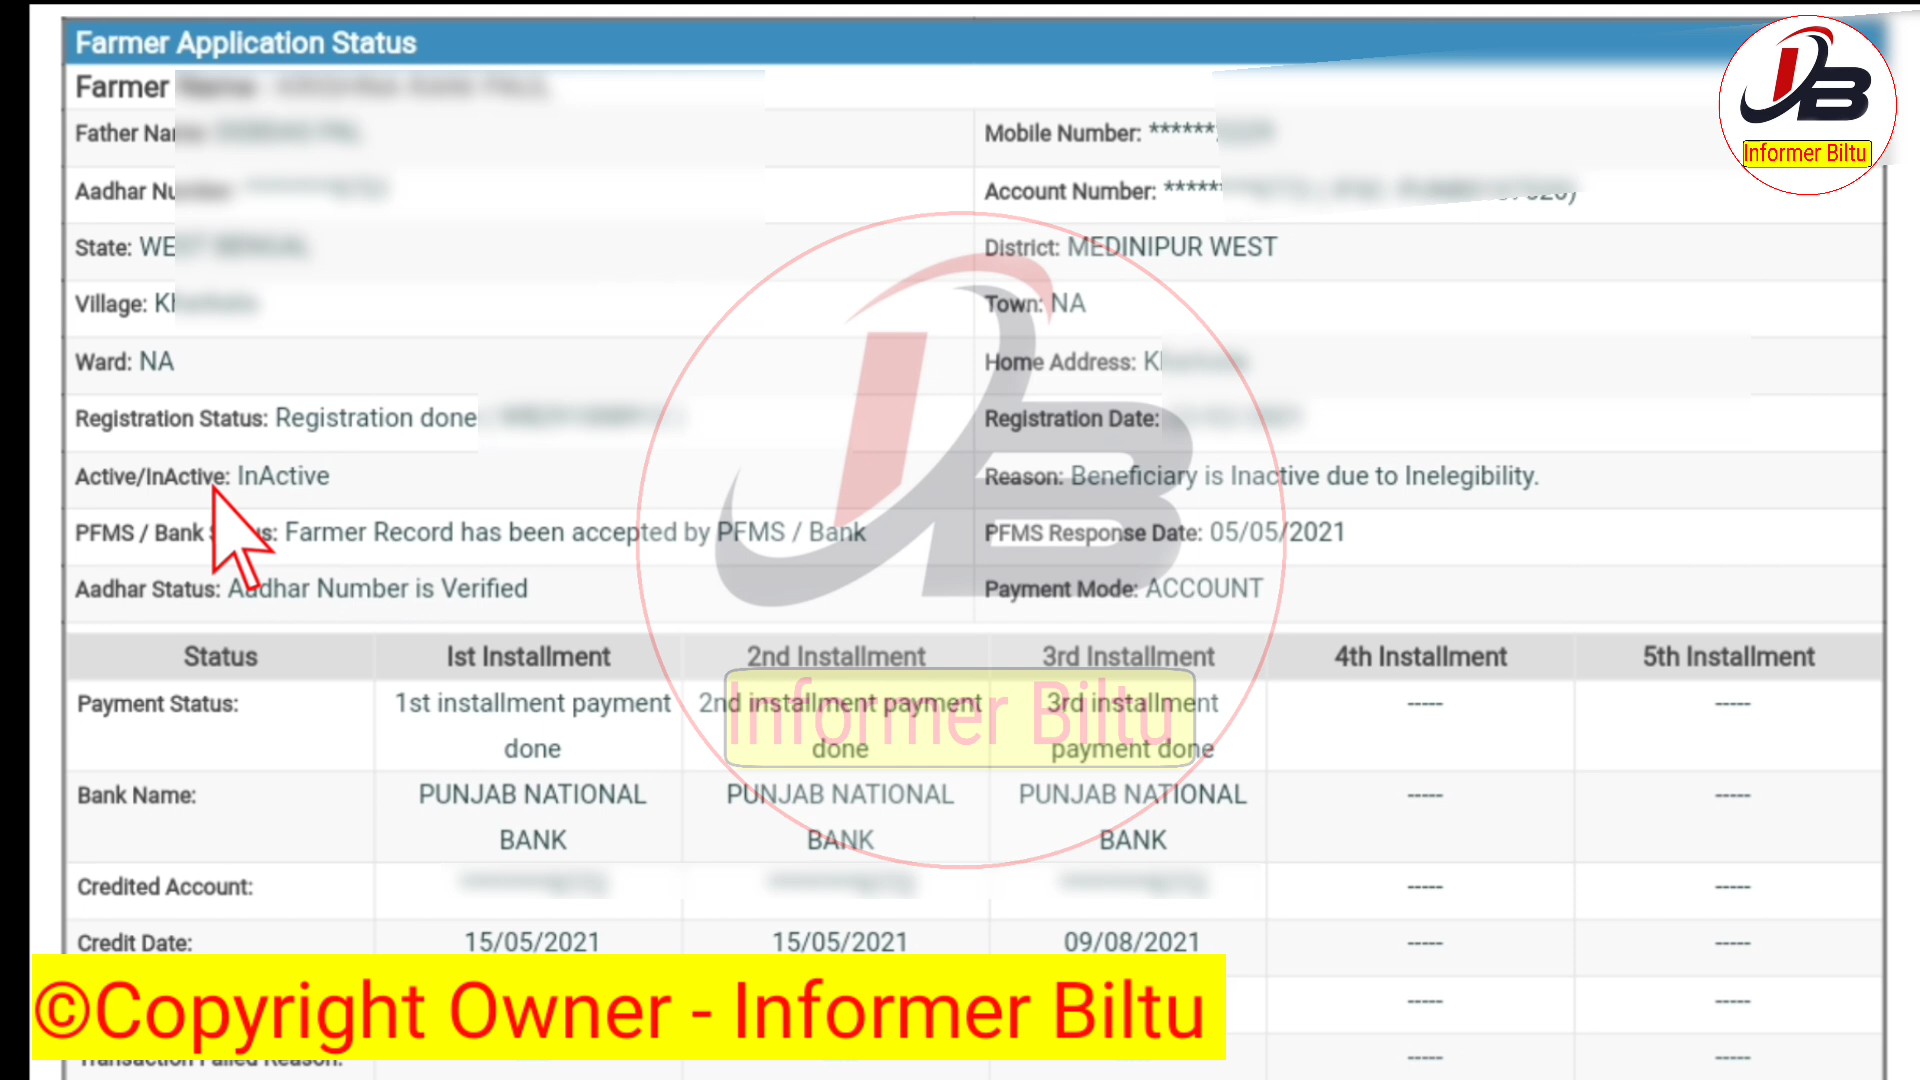 Farmer Application Status
Farmer
Father Na
Mobile Number: ******
Aadhar Nu
Account Number: *****
State: WE
District: MEDINIPUR WEST
Village: Kh
Town: NA
Ward: NA
Home Address: Kh
Registration Status: Registration done
Registration Date:
Active/InActive: InActive
Reason: Beneficiary is Inactive due to Inelegibility.
PFMS / Bank Status: Farmer Record has been accepted by PFMS / Bank
PFMS Response Date: 05/05/2021
Aadhar Status: Aadhar Number is Verified
Payment Mode: ACCOUNT
Status Ist Installment 2nd Installment 3rd Installment 4th Installment 5th Installment
Payment Status: 1st installment payment 2nd installment payment 3rd installment ----- -----
done done payment done
Bank Name: PUNJAB NATIONAL PUNJAB NATIONAL PUNJAB NATIONAL ----- -----
BANK BANK BANK
Credited Account: ----- -----
Credit Date: 15/05/2021 15/05/2021 09/08/2021 ----- -----
----- -----
Transaction Failed Reason: ----- -----
©Copyright Owner - Informer Biltu
Informer Biltu
Informer Biltu